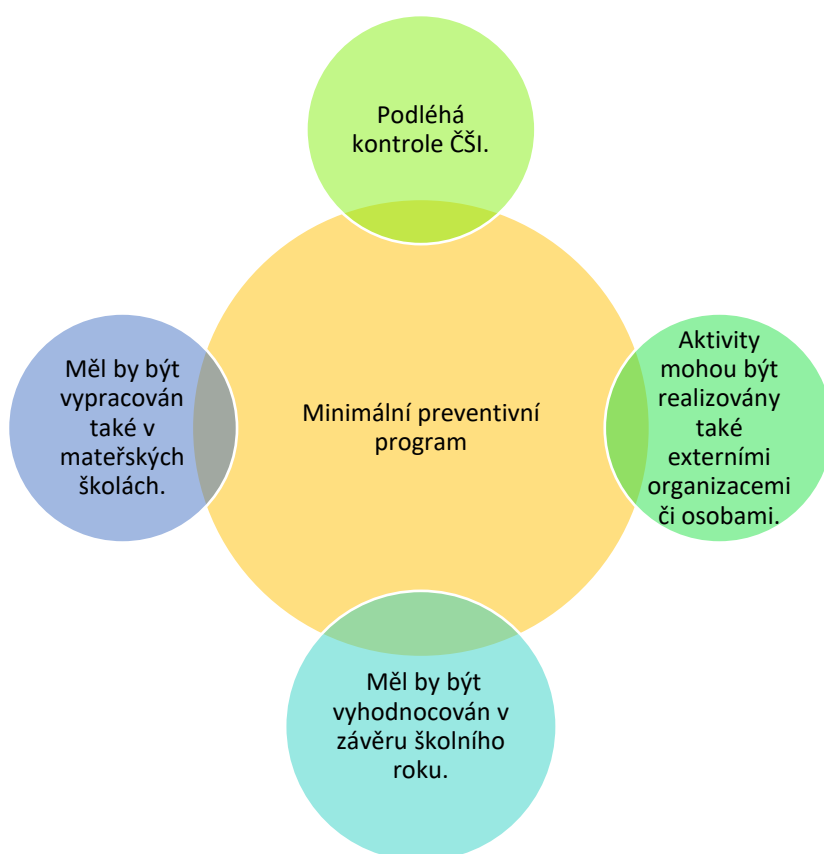 Podléhá
kontrole ČŠI.
Měl by být
vypracován
také v
mateřských
školách.
Minimální preventivní
program
Aktivity
mohou být
realizovány
také
externími
organizacemi
či osobami.
Měl by být
vyhodnocován v
závěru školního
roku.